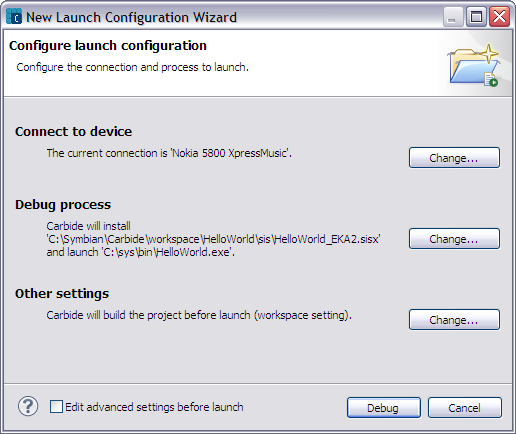 New Launch Configuration Wizard
Configure launch configuration
Configure the connection and process to launch.
Connect to device
The current connection is 'Nokia 5800 XpressMusic'.
Change...
Debug process
Carbide will install
'C:\Symbian\Carbide\workspace\HelloWorld\sis\HelloWorld_EKA2.sisx'
and launch 'C:\sys\bin\HelloWorld.exe'.
Change...
Other settings
Carbide will build the project before launch (workspace setting).
Change...
Edit advanced settings before launch
Debug
Cancel